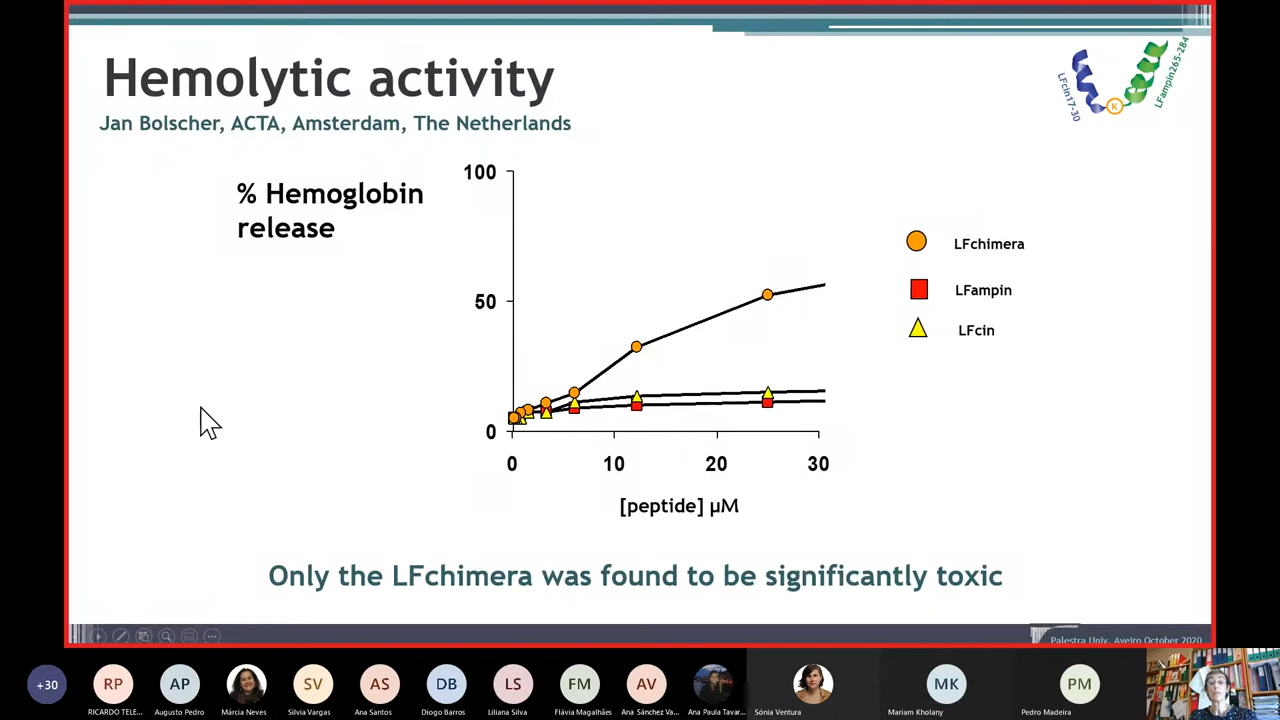 Hemolytic activity
Jan Bolscher, ACTA, Amsterdam, The Netherlands
LFcin17-30
K
LFampin265-284
% Hemoglobin
release
100
50
0
0 10 20 30
[peptide] µM
LFchimera
LFampin
LFcin
Only the LFchimera was found to be significantly toxic
Palestra Univ. Aveiro October 2020
+30 RP AP SV AS DB LS FM AV MK PM
RICARDO TELE... Augusto Pedro Márcia Neves Silvia Vargas Ana Santos Diogo Barros Liliana Silva Flávia Magalhães Ana Sánchez Va... Ana Paula Tavar... Sónia Ventura Mariam Kholany Pedro Madeira